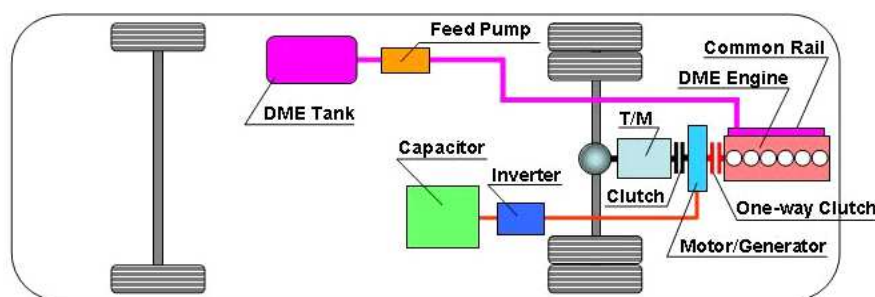 Feed Pump
Common Rail
DME Engine
DME Tank
T/M
Capacitor
Inverter
Clutch
One-way Clutch
Motor/Generator